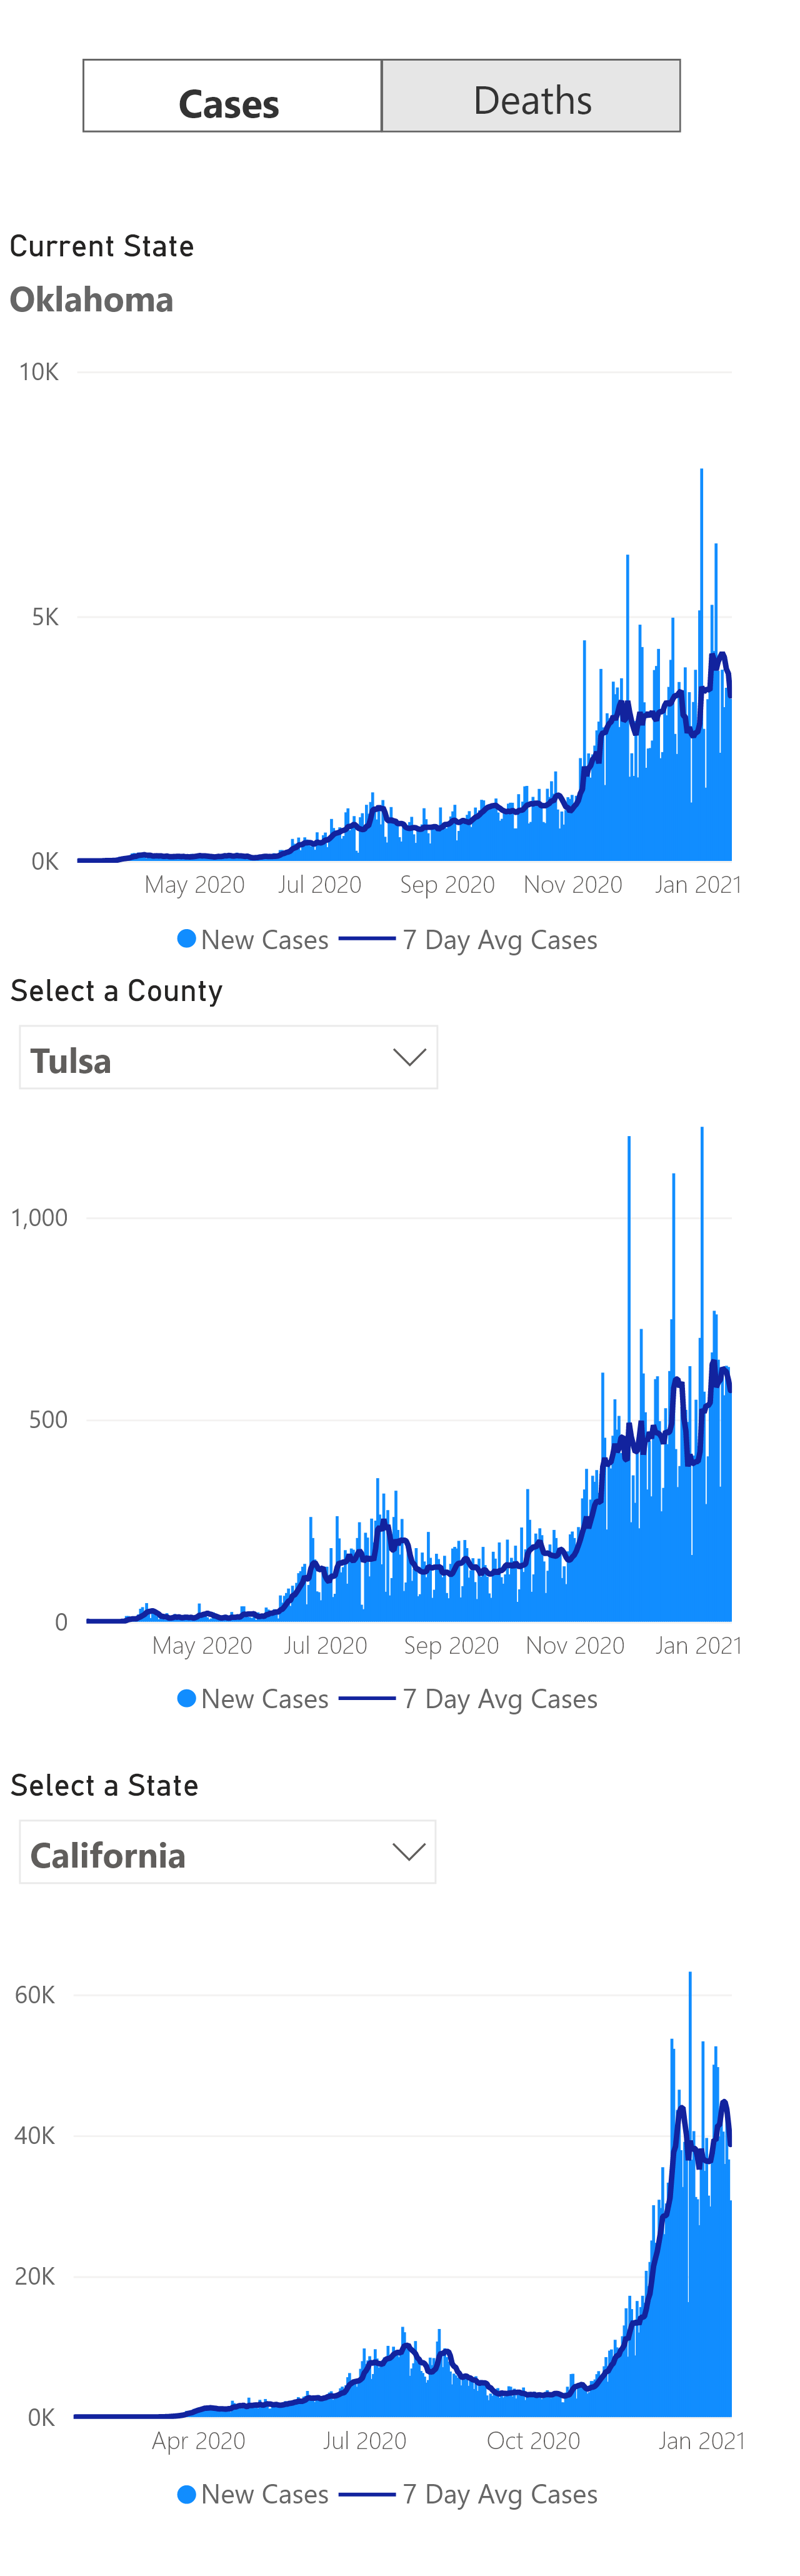 Cases Deaths
Current State
Oklahoma
10K
5K
0K
May 2020 Jul 2020 Sep 2020 Nov 2020 Jan 2021
New Cases 7 Day Avg Cases
Select a County
Tulsa
1,000
500
0
May 2020 Jul 2020 Sep 2020 Nov 2020 Jan 2021
New Cases 7 Day Avg Cases
Select a State
California
60K
40K
20K
0K
Apr 2020 Jul 2020 Oct 2020 Jan 2021
New Cases 7 Day Avg Cases